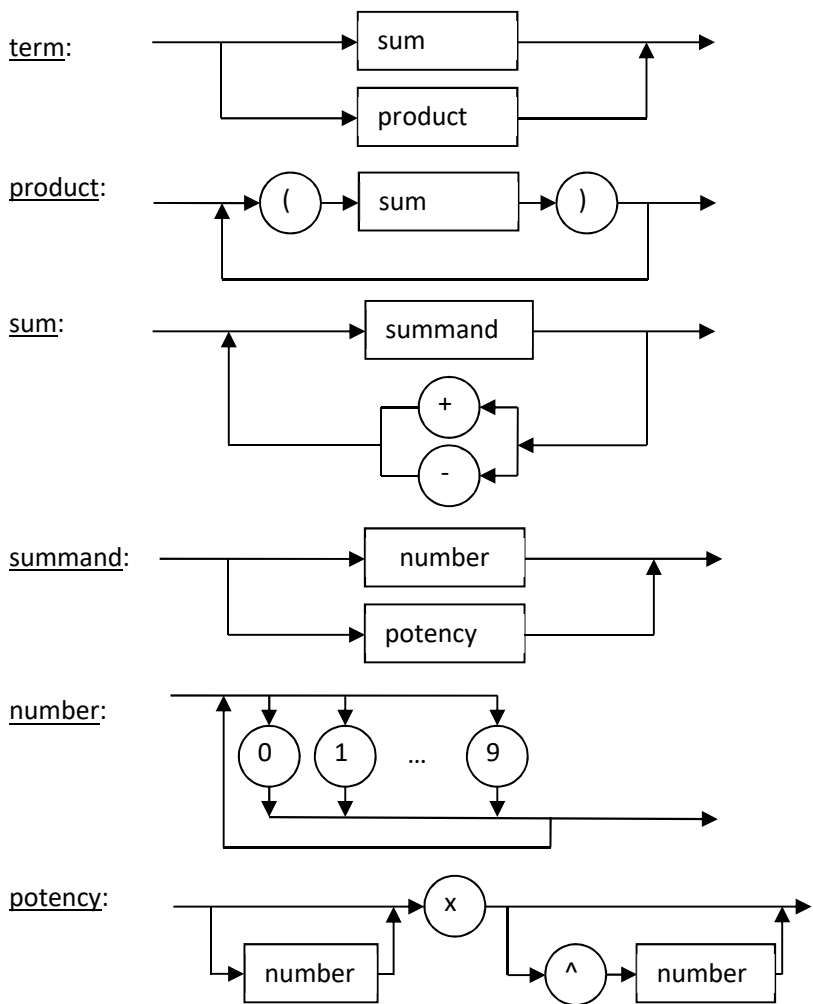 term:
sum
product
product:
( sum )
sum:
summand
+
-
summand:
number
potency
number:
0 1 ... 9
potency:
x
number
^ number